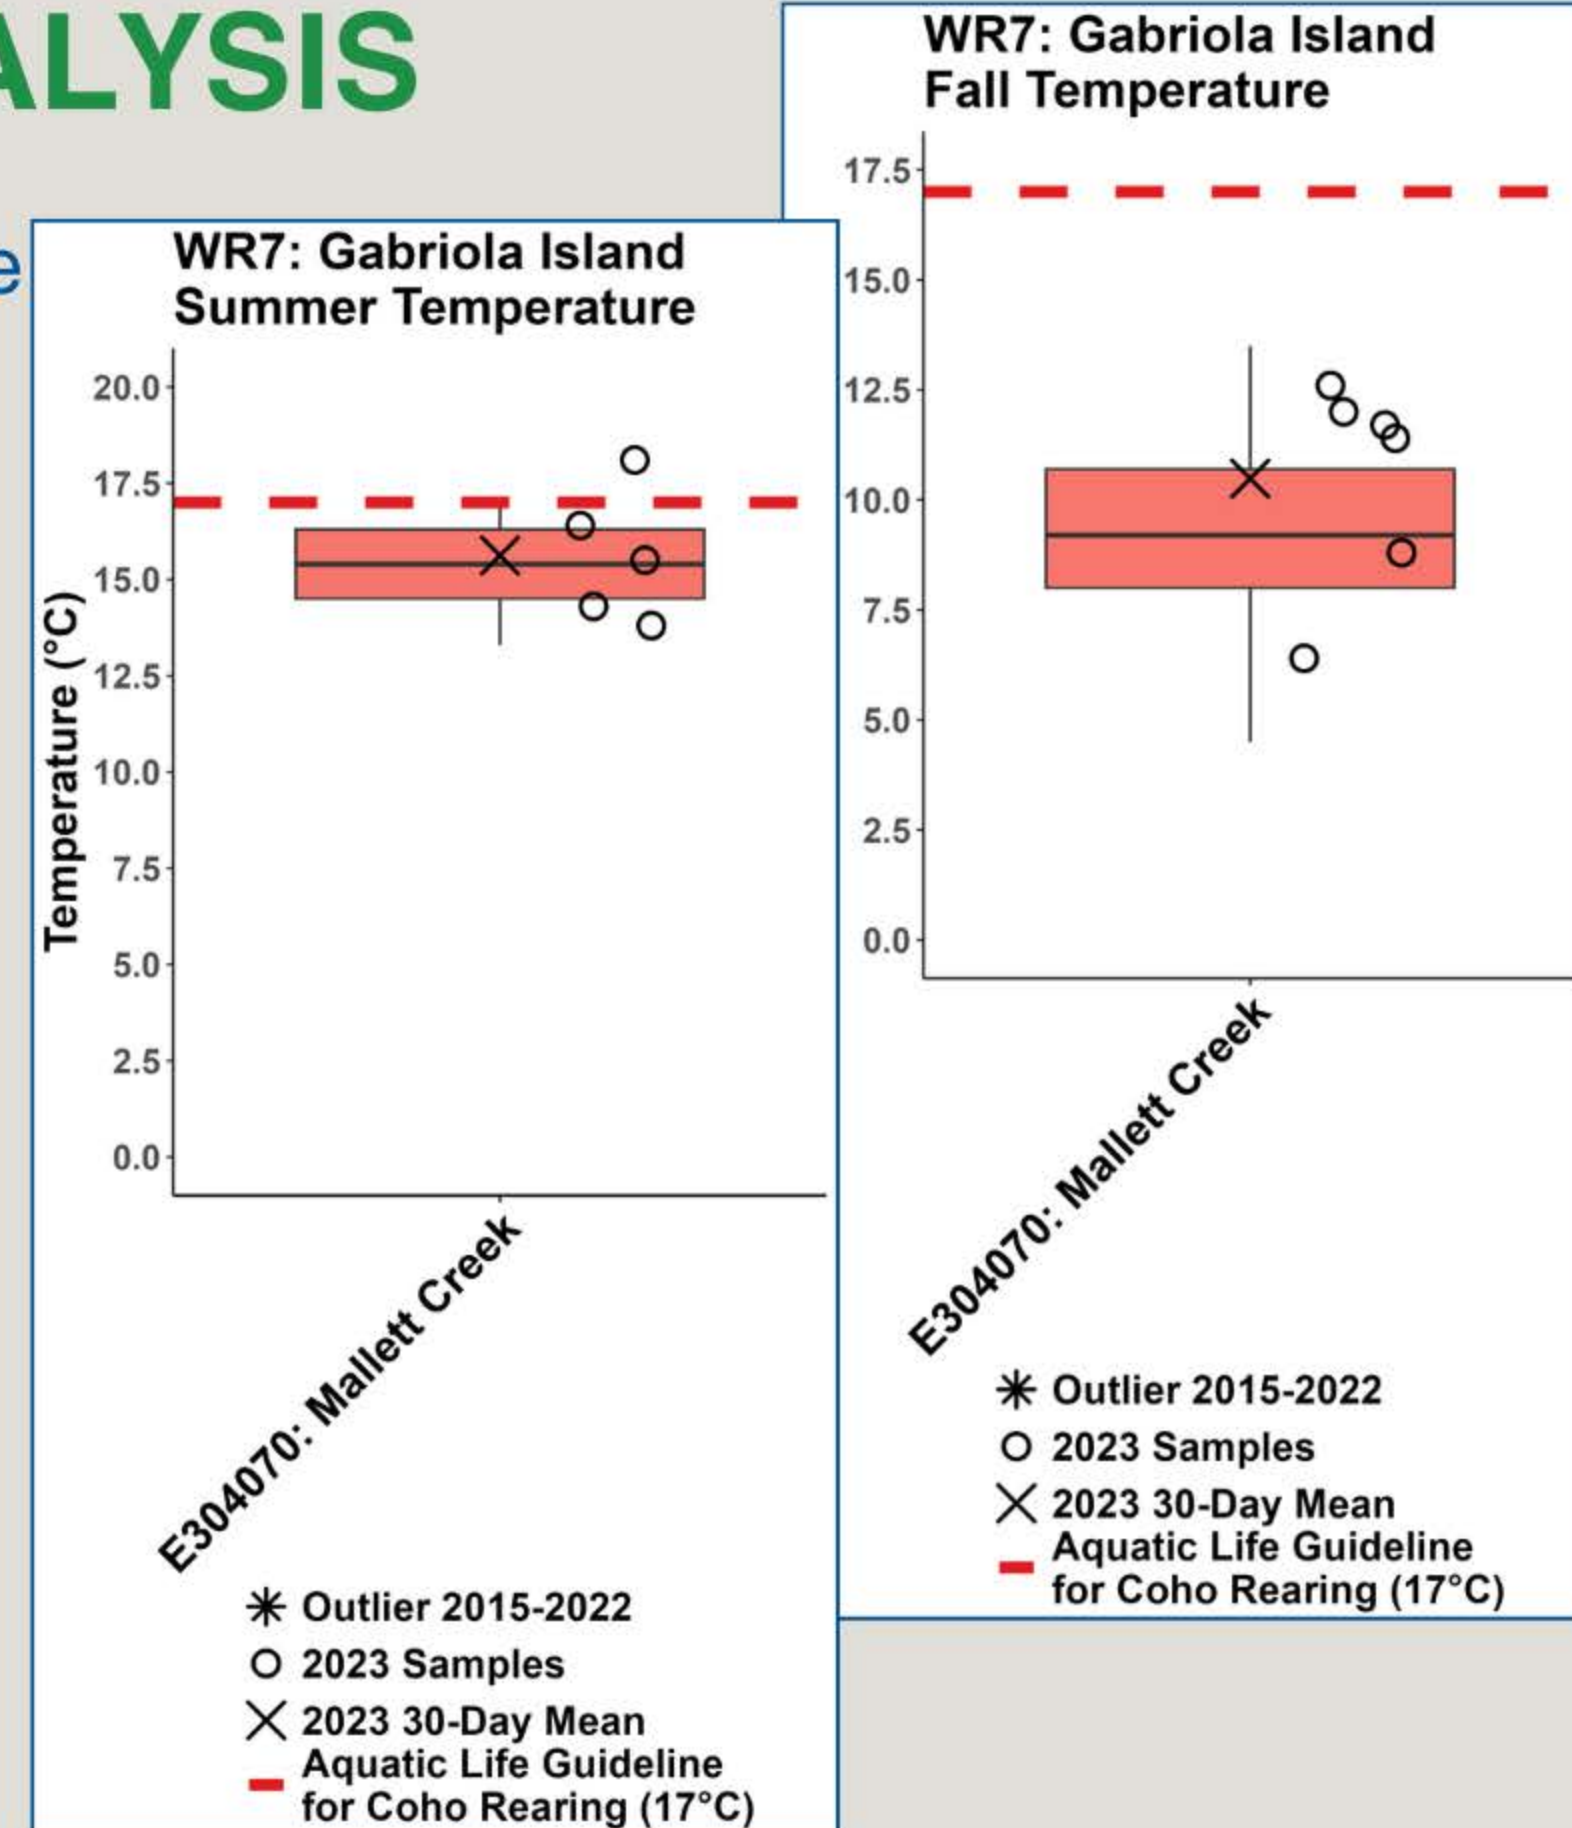 ALYSIS
e
WR7: Gabriola Island
Summer Temperature
20.0
17.5
15.0
12.5
10.0
7.5
5.0
2.5
0.0
Temperature (°C)
E304070: Mallett Creek
Outlier 2015-2022
2023 Samples
2023 30-Day Mean
Aquatic Life Guideline
for Coho Rearing (17°C)
WR7: Gabriola Island
Fall Temperature
17.5
15.0
12.5
10.0
7.5
5.0
2.5
0.0
E304070: Mallett Creek
Outlier 2015-2022
2023 Samples
2023 30-Day Mean
Aquatic Life Guideline
for Coho Rearing (17°C)